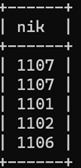 +------+
| nik  |
+------+
| 1107 |
| 1107 |
| 1101 |
| 1102 |
| 1106 |
+------+